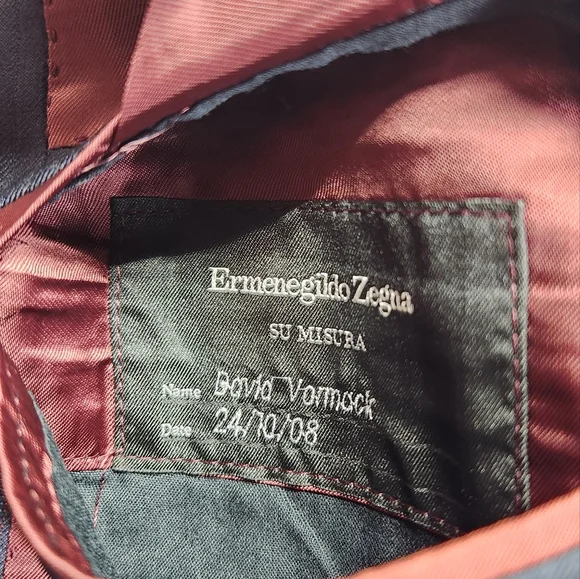 Ermenegildo Zegna
SU MISURA
Name David Vormack
Date 24/10/08